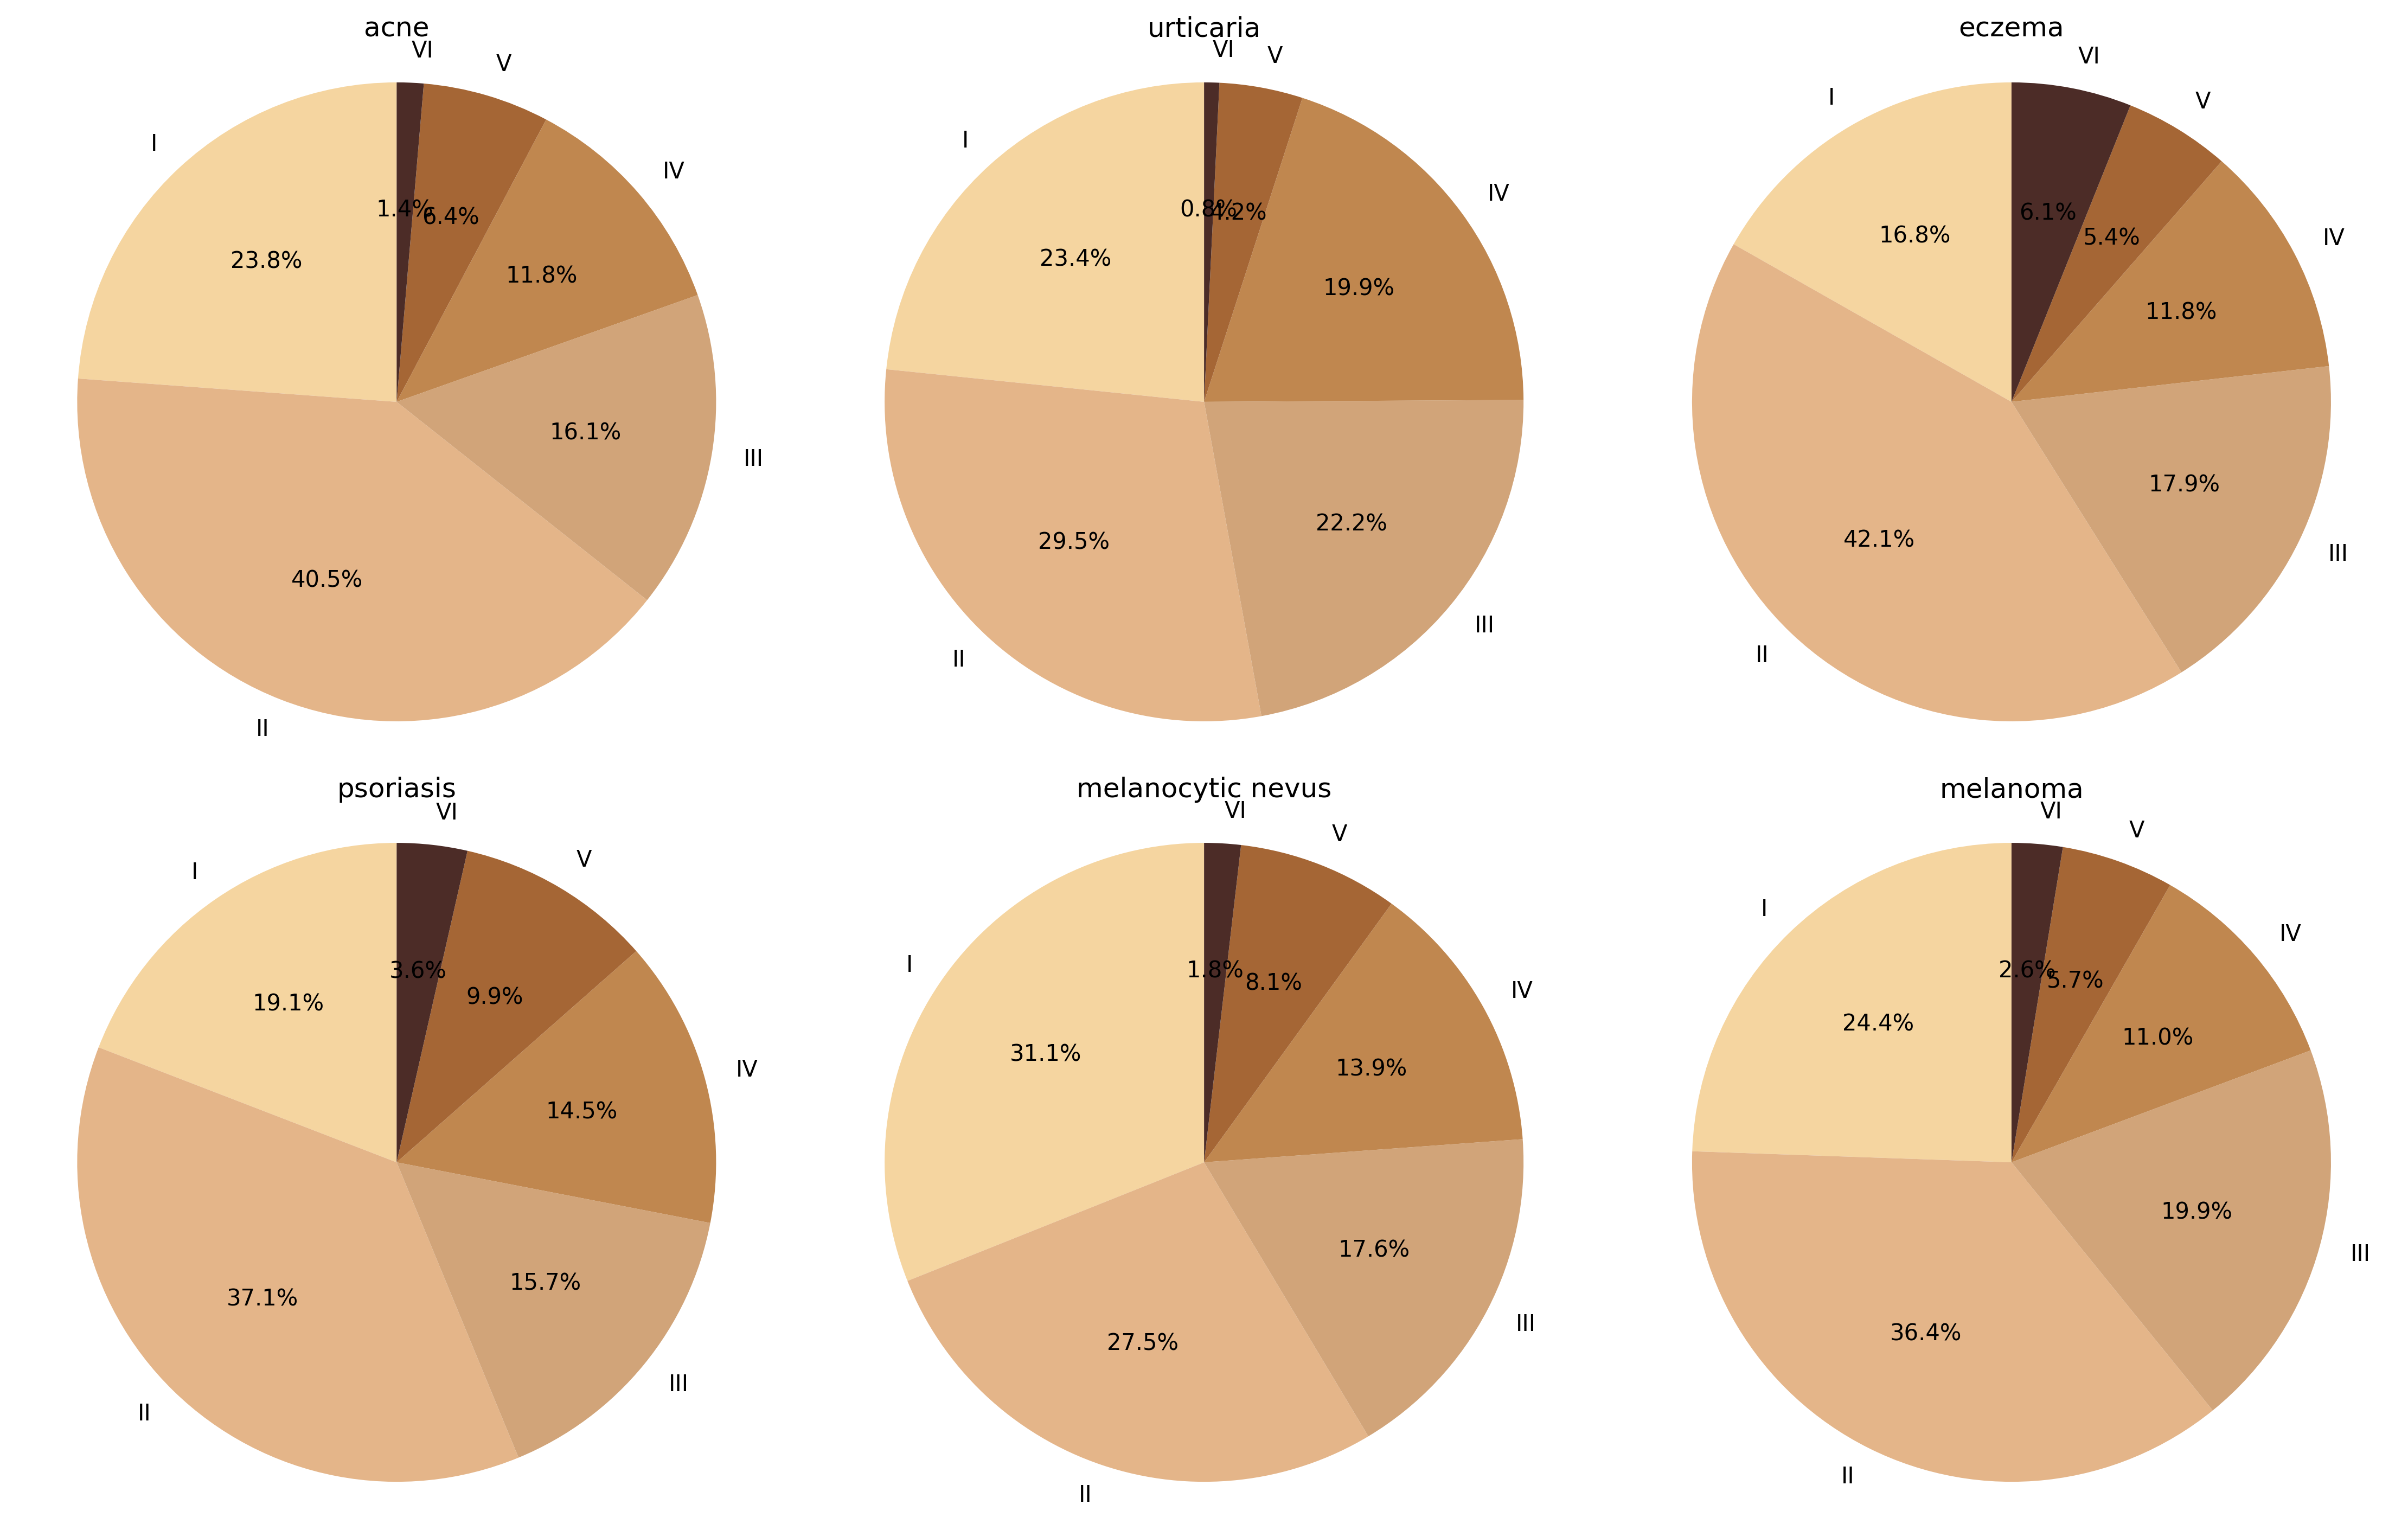 acne
VI
V
I
IV
1.4%
6.4%
23.8%
11.8%
16.1%
III
40.5%
II
urticaria
VI
V
I
IV
0.8%
4.2%
23.4%
19.9%
22.2%
29.5%
III
II
eczema
VI
V
I
IV
6.1%
5.4%
16.8%
11.8%
17.9%
42.1%
III
II
psoriasis
VI
V
I
3.6%
9.9%
19.1%
IV
14.5%
15.7%
37.1%
III
II
melanocytic nevus
VI
V
I
1.8%
8.1%
IV
31.1%
13.9%
17.6%
III
27.5%
II
melanoma
VI
V
I
IV
2.6%
5.7%
24.4%
11.0%
19.9%
III
36.4%
II